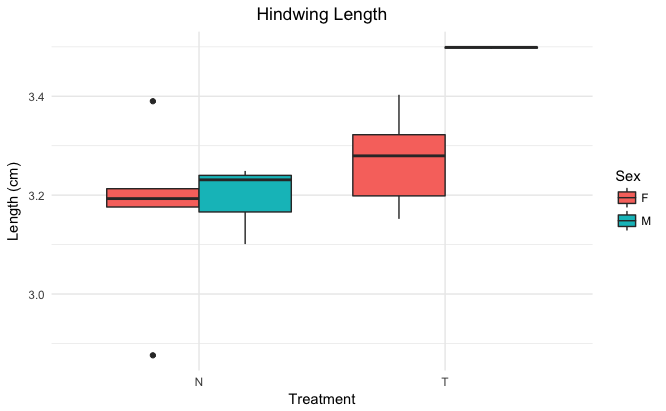 Hindwing Length
Length (cm)
3.4
3.2
3.0
N
T
Treatment
Sex
F
M